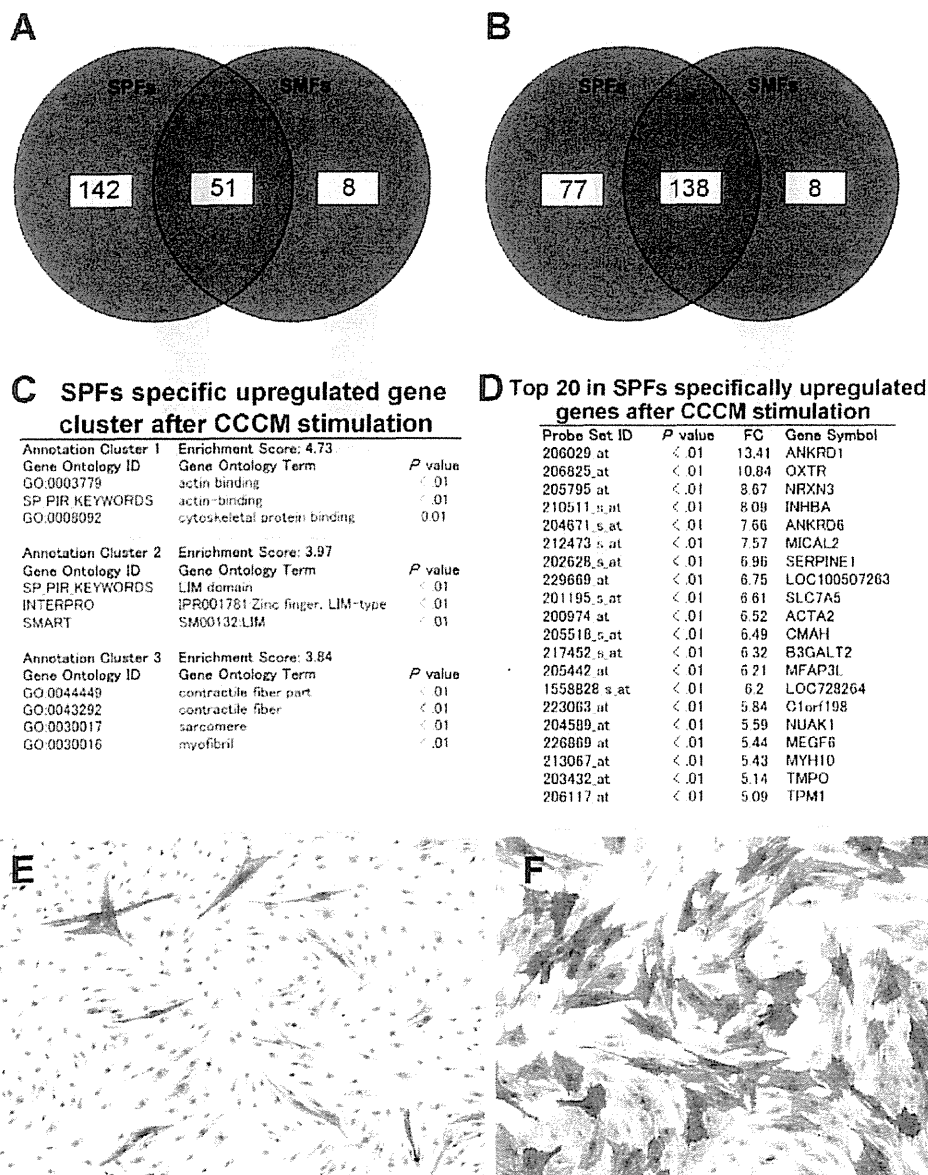 A
SPFs
SMFs
142
51
8
B
SPFs
SMFs
77
138
8
C SPFs specific upregulated gene
cluster after CCCM stimulation
Annotation Cluster 1 Enrichment Score: 4.73
Gene Ontology ID Gene Ontology Term P value
GO:0003779 actin binding < .01
SP_PIR_KEYWORDS actin-binding < .01
GO:0008092 cytoskeletal protein binding 0.01
Annotation Cluster 2 Enrichment Score: 3.97
Gene Ontology ID Gene Ontology Term P value
SP_PIR_KEYWORDS LIM domain < .01
INTERPRO IPR001781:Zinc finger, LIM-type < .01
SMART SM00132:LIM < .01
Annotation Cluster 3 Enrichment Score: 3.84
Gene Ontology ID Gene Ontology Term P value
GO:0044449 contractile fiber part < .01
GO:0043292 contractile fiber < .01
GO:0030017 sarcomere < .01
GO:0030016 myofibril < .01
D Top 20 in SPFs specifically upregulated
genes after CCCM stimulation
Probe Set ID P value FC Gene Symbol
206029_at < .01 13.41 ANKRD1
206825_at < .01 10.84 OXTR
205795_at < .01 8.67 NRXN3
210511_s_at < .01 8.09 INHBA
204671_s_at < .01 7.66 ANKRD6
212473_s_at < .01 7.57 MICAL2
202628_s_at < .01 6.96 SERPINE1
229669_at < .01 6.75 LOC100507263
201195_s_at < .01 6.61 SLC7A5
200974_at < .01 6.52 ACTA2
205518_s_at < .01 6.49 CMAH
217452_s_at < .01 6.32 B3GALT2
205442_at < .01 6.21 MFAP3L
1558828_s_at < .01 6.2 LOC728264
223063_at < .01 5.84 C1orf198
204589_at < .01 5.59 NUAK1
226869_at < .01 5.44 MEGF6
213067_at < .01 5.43 MYH10
203432_at < .01 5.14 TMPO
206117_at < .01 5.09 TPM1
E
F